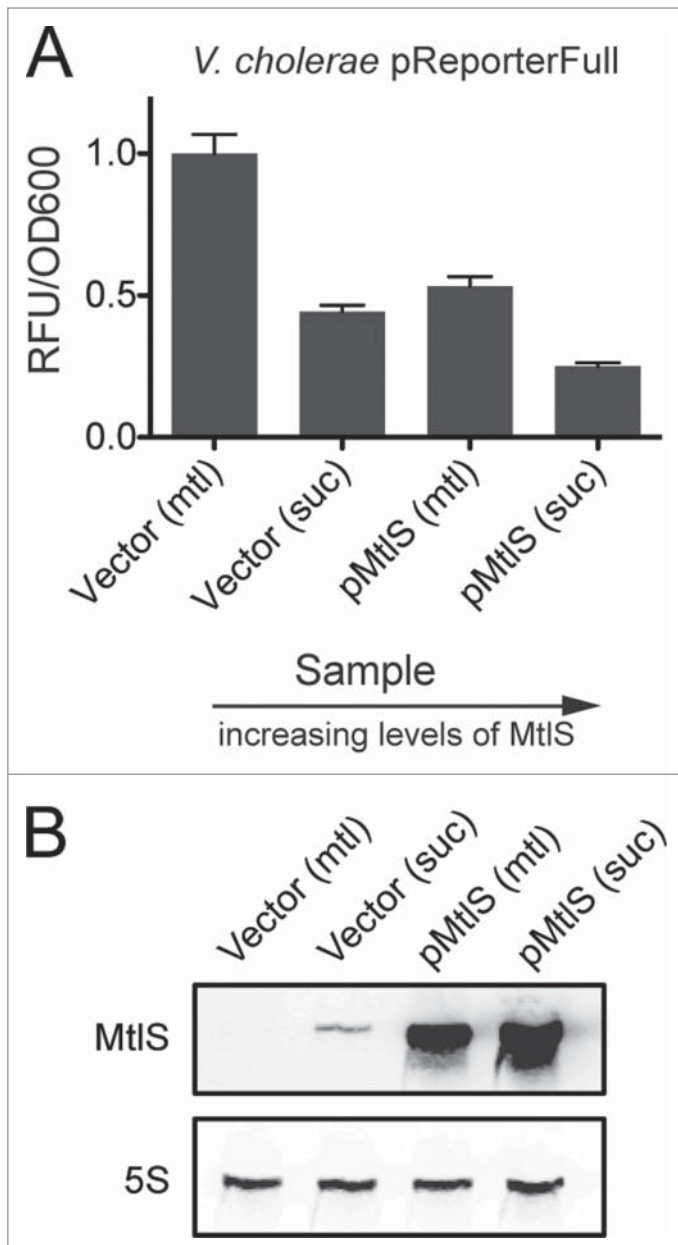 A
V. cholerae pReporterFull
RFU/OD600
1.0
0.5
0.0
Vector (mtl)
Vector (suc)
pMtlS (mtl)
pMtlS (suc)
Sample
increasing levels of MtlS
B
Vector (mtl)
Vector (suc)
pMtlS (mtl)
pMtlS (suc)
MtlS
5S